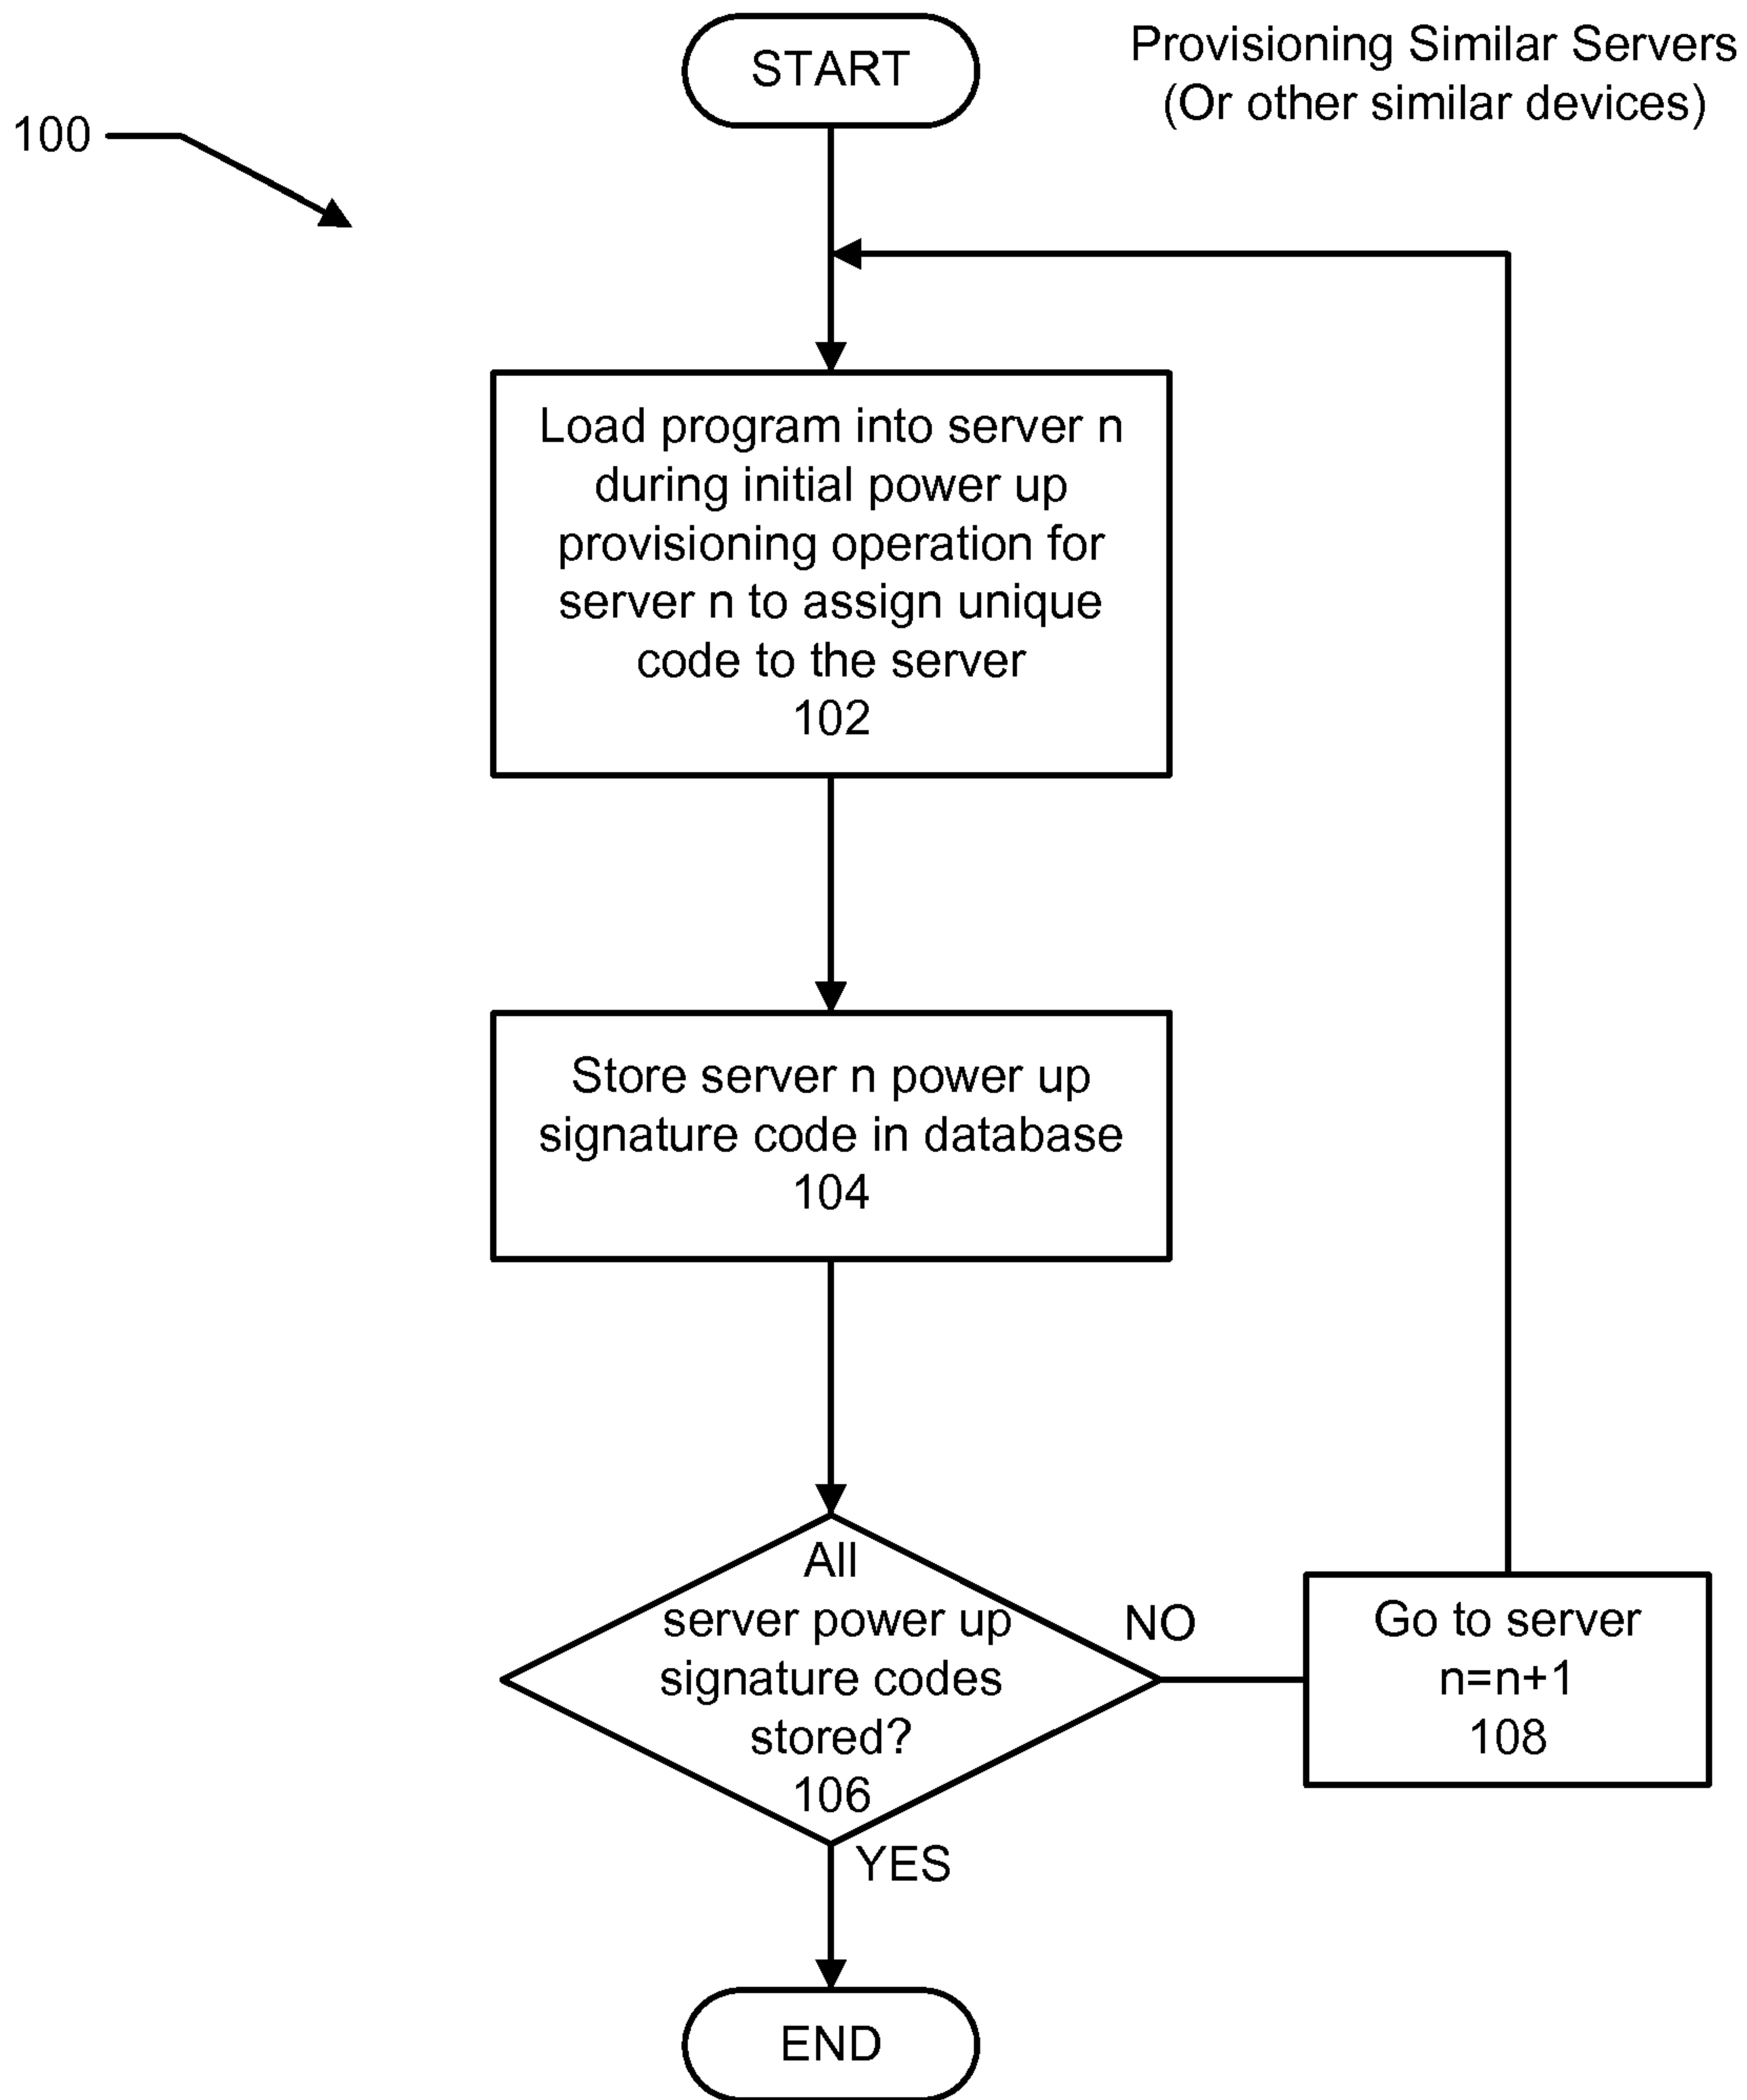 START
Provisioning Similar Servers
(Or other similar devices)
100
Load program into server n
during initial power up
provisioning operation for
server n to assign unique
code to the server
102
Store server n power up
signature code in database
104
All
server power up
signature codes
stored?
106
NO
Go to server
n=n+1
108
YES
END